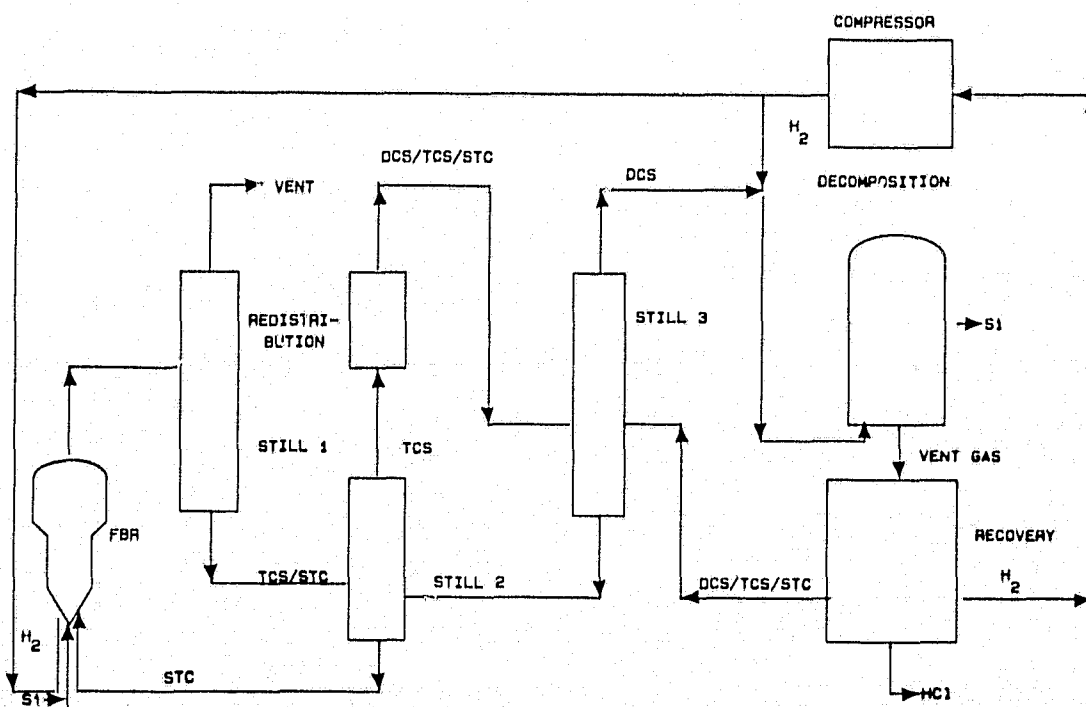 COMPRESSOR
H2
DCS/TCS/STC
DCS
DECOMPOSITION
VENT
REDISTRI-
BUTION
STILL 3
SI
STILL 1
TCS
VENT GAS
FBR
RECOVERY
TCS/STC
STILL 2
DCS/TCS/STC
H2
H2
STC
SI
HCl